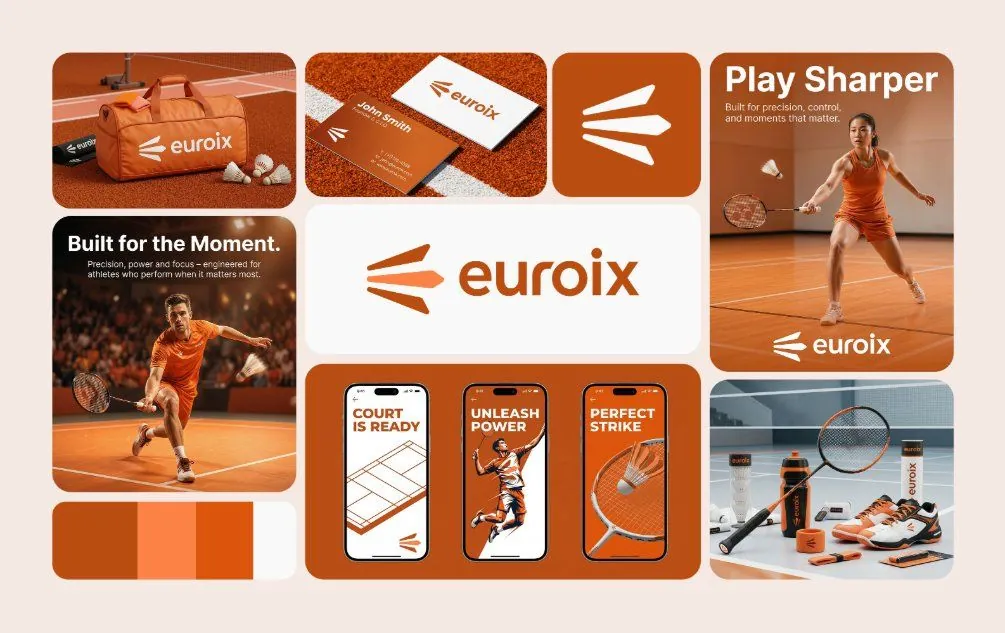 euroix
euroix
John Smith
euroix
Play Sharper
Built for precision, control,
and moments that matter.
euroix
Built for the Moment.
Precision, power and focus – engineered for
athletes who perform when it matters most.
euroix
COURT
IS READY
UNLEASH
POWER
PERFECT
STRIKE
euroix
euroix
euroix